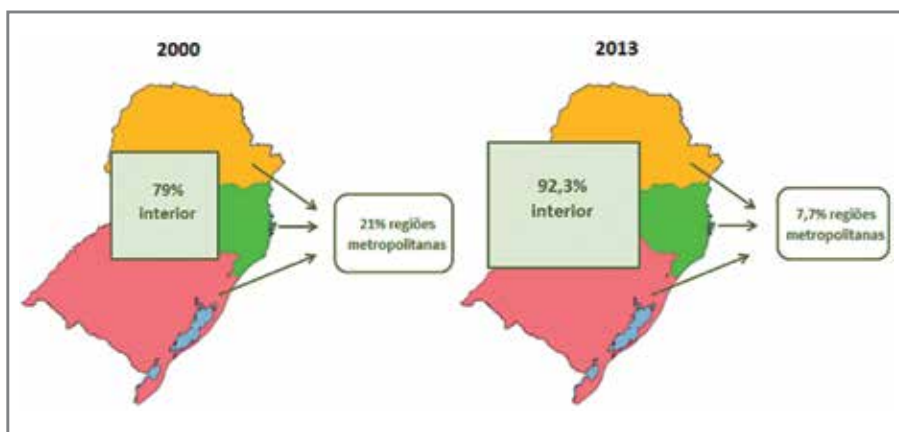 2000
2013
79%
interior
21% regiões
metropolitanas
92,3%
interior
7,7% regiões
metropolitanas